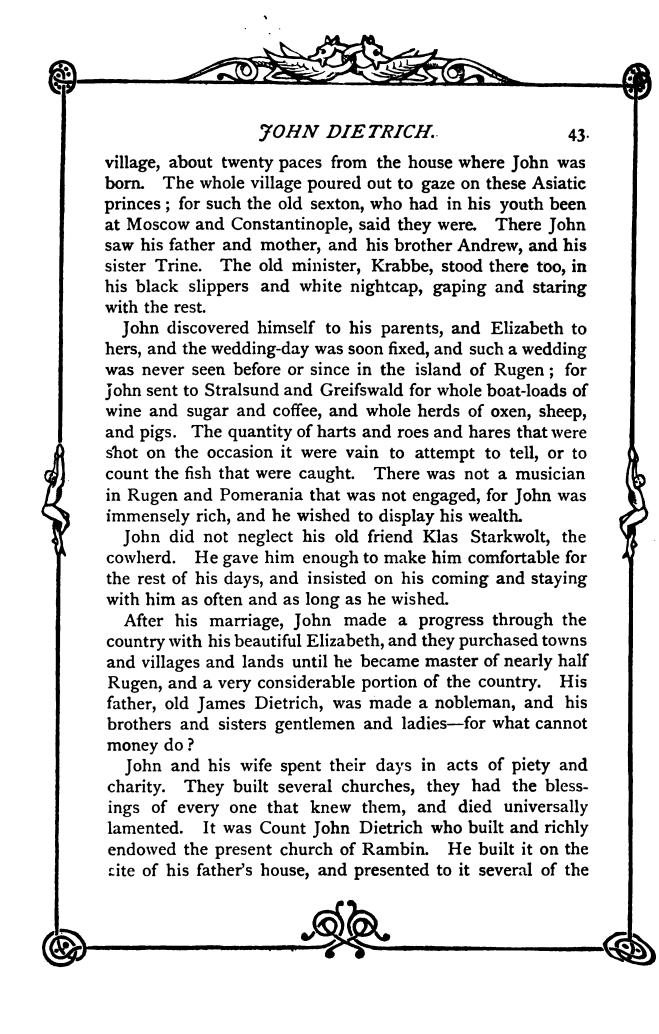 JOHN DIETRICH. 43.
village, about twenty paces from the house where John was
born. The whole village poured out to gaze on these Asiatic
princes; for such the old sexton, who had in his youth been
at Moscow and Constantinople, said they were. There John
saw his father and mother, and his brother Andrew, and his
sister Trine. The old minister, Krabbe, stood there too, in
his black slippers and white nightcap, gaping and staring
with the rest.
John discovered himself to his parents, and Elizabeth to
hers, and the wedding-day was soon fixed, and such a wedding
was never seen before or since in the island of Rugen; for
John sent to Stralsund and Greifswald for whole boat-loads of
wine and sugar and coffee, and whole herds of oxen, sheep,
and pigs. The quantity of harts and roes and hares that were
shot on the occasion it were vain to attempt to tell, or to
count the fish that were caught. There was not a musician
in Rugen and Pomerania that was not engaged, for John was
immensely rich, and he wished to display his wealth.
John did not neglect his old friend Klas Starkwolt, the
cowherd. He gave him enough to make him comfortable for
the rest of his days, and insisted on his coming and staying
with him as often and as long as he wished.
After his marriage, John made a progress through the
country with his beautiful Elizabeth, and they purchased towns
and villages and lands until he became master of nearly half
Rugen, and a very considerable portion of the country. His
father, old James Dietrich, was made a nobleman, and his
brothers and sisters gentlemen and ladies—for what cannot
money do?
John and his wife spent their days in acts of piety and
charity. They built several churches, they had the bless-
ings of every one that knew them, and died universally
lamented. It was Count John Dietrich who built and richly
endowed the present church of Rambin. He built it on the
site of his father's house, and presented to it several of the